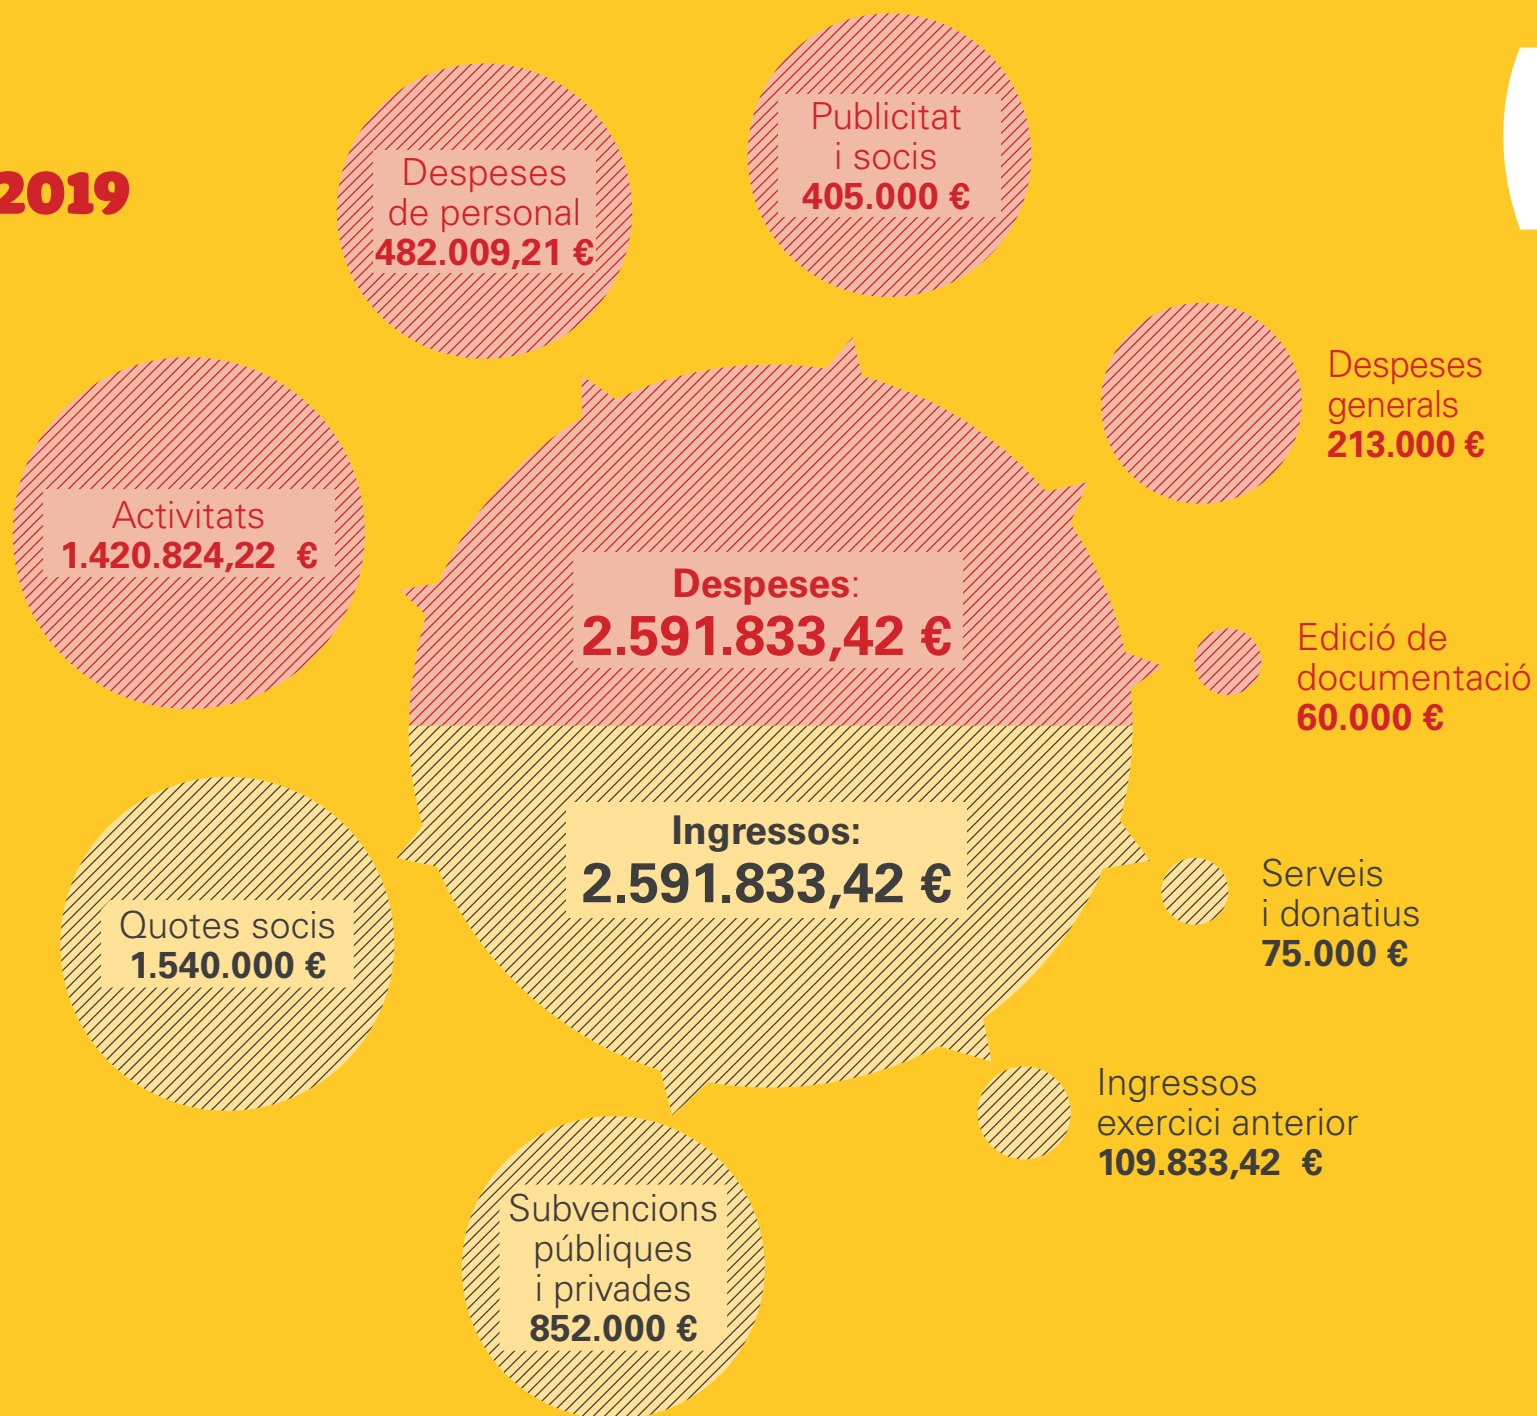 2019
Despeses
de personal
482.009,21 €
Publicitat
i socis
405.000 €
Despeses
generals
213.000 €
Activitats
1.420.824,22 €
Despeses:
2.591.833,42 €
Edició de
documentació
60.000 €
Ingressos:
2.591.833,42 €
Quotes socis
1.540.000 €
Serveis
i donatius
75.000 €
Ingressos
exercici anterior
109.833,42 €
Subvencions
públiques
i privades
852.000 €